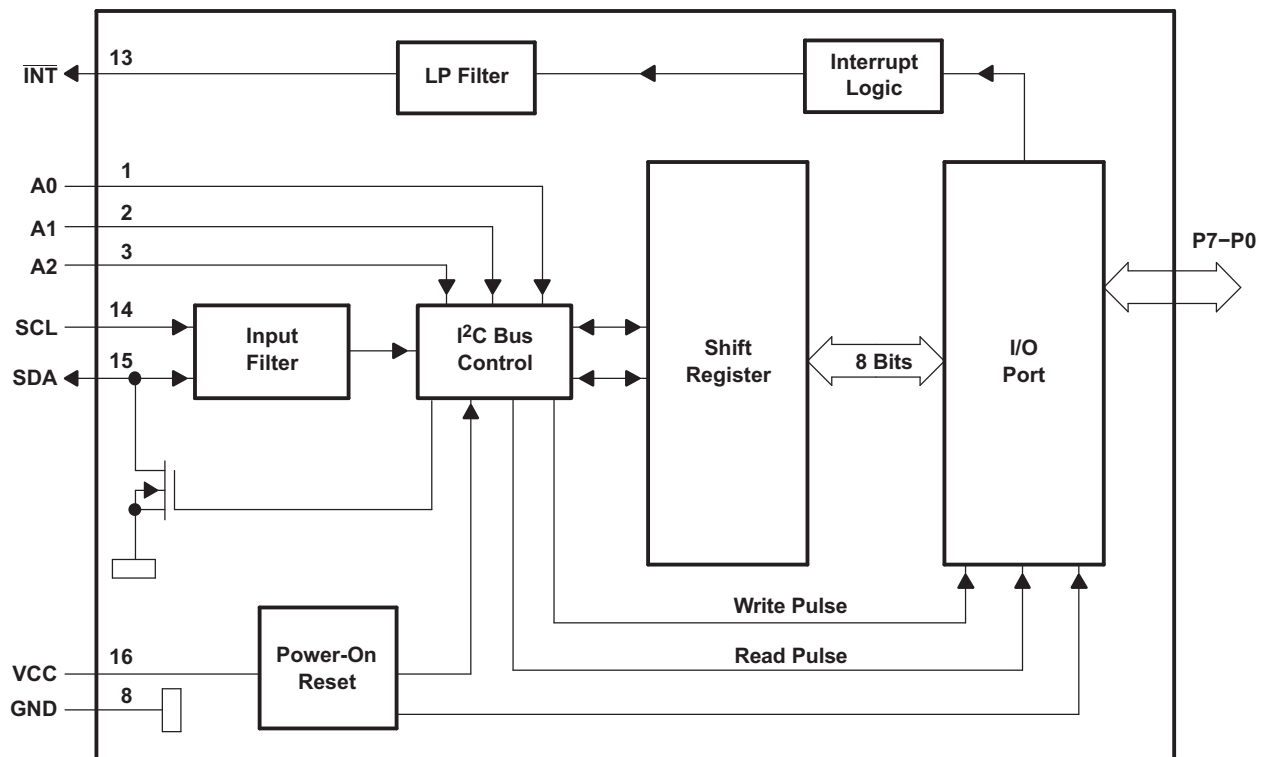 INT
13
LP Filter
Interrupt
Logic
A0
1
A1
2
A2
3
P7–P0
SCL
14
SDA
15
Input
Filter
I²C Bus
Control
Shift
Register
8 Bits
I/O
Port
Write Pulse
Read Pulse
VCC
16
GND
8
Power-On
Reset